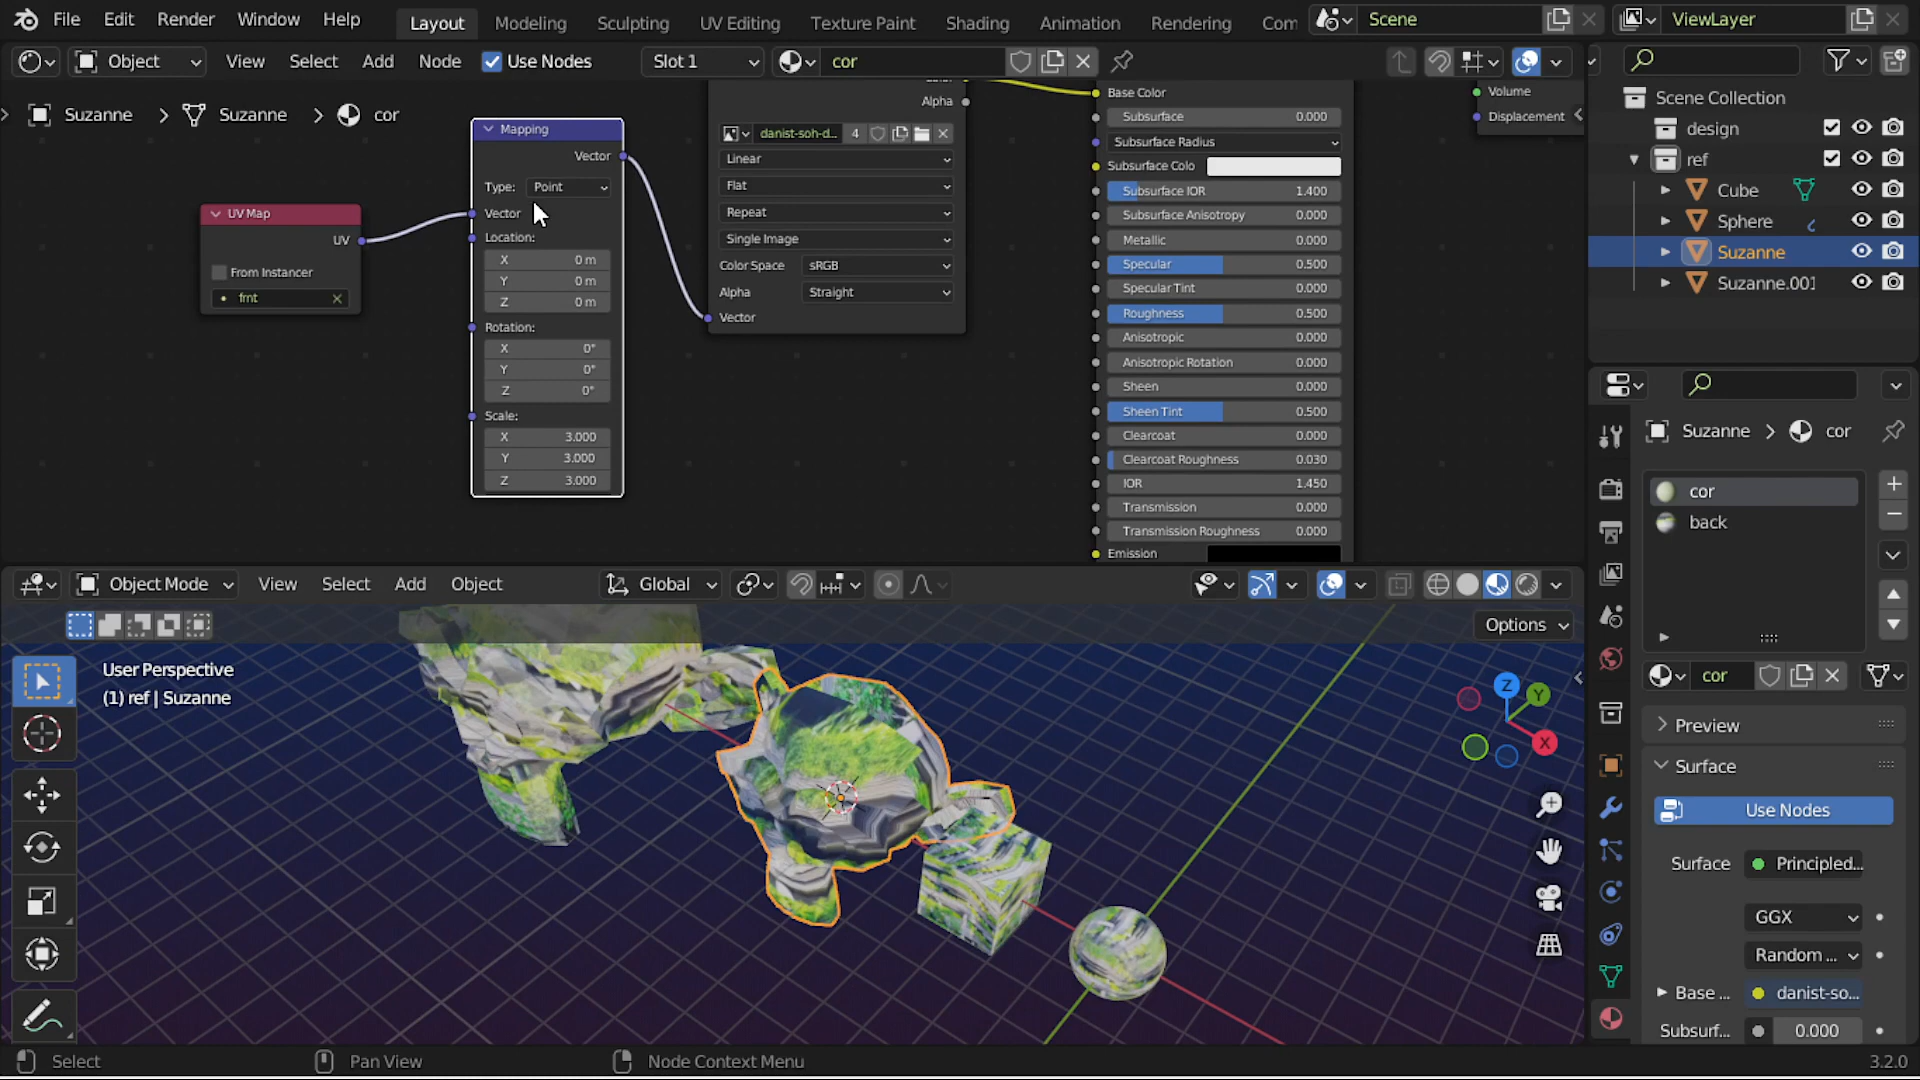 File Edit Render Window Help Layout Modeling Sculpting UV Editing Texture Paint Shading Animation Rendering Com Scene ViewLayer
Object View Select Add Node Use Nodes Slot 1 cor
Suzanne > Suzanne > cor
UV Map
UV
From Instancer
Mapping
Vector
Type: Point
Vector
Location:
X 0 m
Y 0 m
Z 0 m
Rotation:
X 0°
Y 0°
Z 0°
Scale:
X 3.000
Y 3.000
Z 3.000
Alpha
danist-soh-d... 4
Linear
Flat
Repeat
Single Image
Color Space sRGB
Alpha Straight
Vector
Base Color
Subsurface 0.000
Subsurface Radius
Subsurface Colo
Subsurface IOR 1.400
Subsurface Anisotropy 0.000
Metallic 0.000
Specular 0.500
Specular Tint 0.000
Roughness 0.500
Anisotropic 0.000
Anisotropic Rotation 0.000
Sheen 0.000
Sheen Tint 0.500
Clearcoat 0.000
Clearcoat Roughness 0.030
IOR 1.450
Transmission 0.000
Transmission Roughness 0.000
Emission
Volume
Displacement
Scene Collection
design
ref
Cube
Sphere
Suzanne
Suzanne.001
Suzanne > cor
cor
back
cor
Preview
Surface
Use Nodes
Surface Principled...
GGX
Random ...
Base ... danist-so...
Subsurf... 0.000
Object Mode View Select Add Object Global
Options
User Perspective
(1) ref | Suzanne
Z
Y
X
Select Pan View Node Context Menu 3.2.0